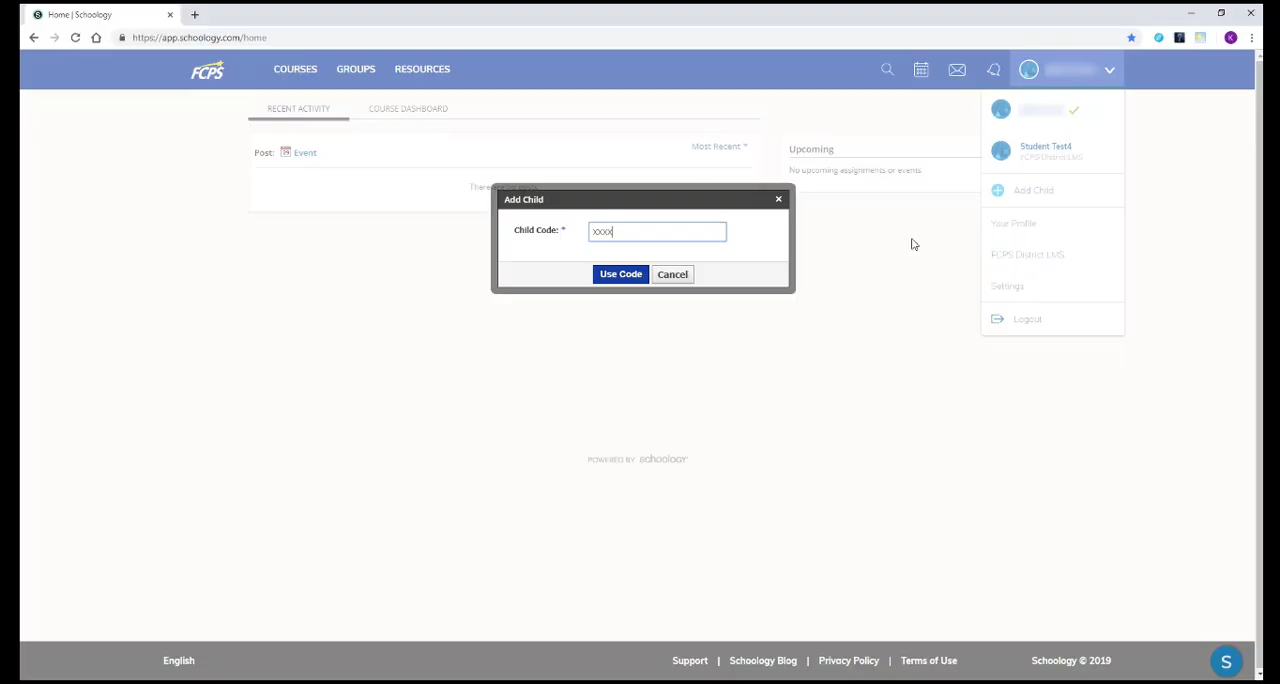 Home | Schoology
https://app.schoology.com/home
K
FCPS
COURSES
GROUPS
RESOURCES
RECENT ACTIVITY
COURSE DASHBOARD
Post:
Event
Most Recent
Upcoming
No upcoming assignments or events
Add Child
Child Code: *
xxxx
Use Code
Cancel
Student Test4
FCPS District LMS
Add Child
Your Profile
FCPS District LMS
Settings
Logout
POWERED BY schoology
English
Support | Schoology Blog | Privacy Policy | Terms of Use
Schoology © 2019
S